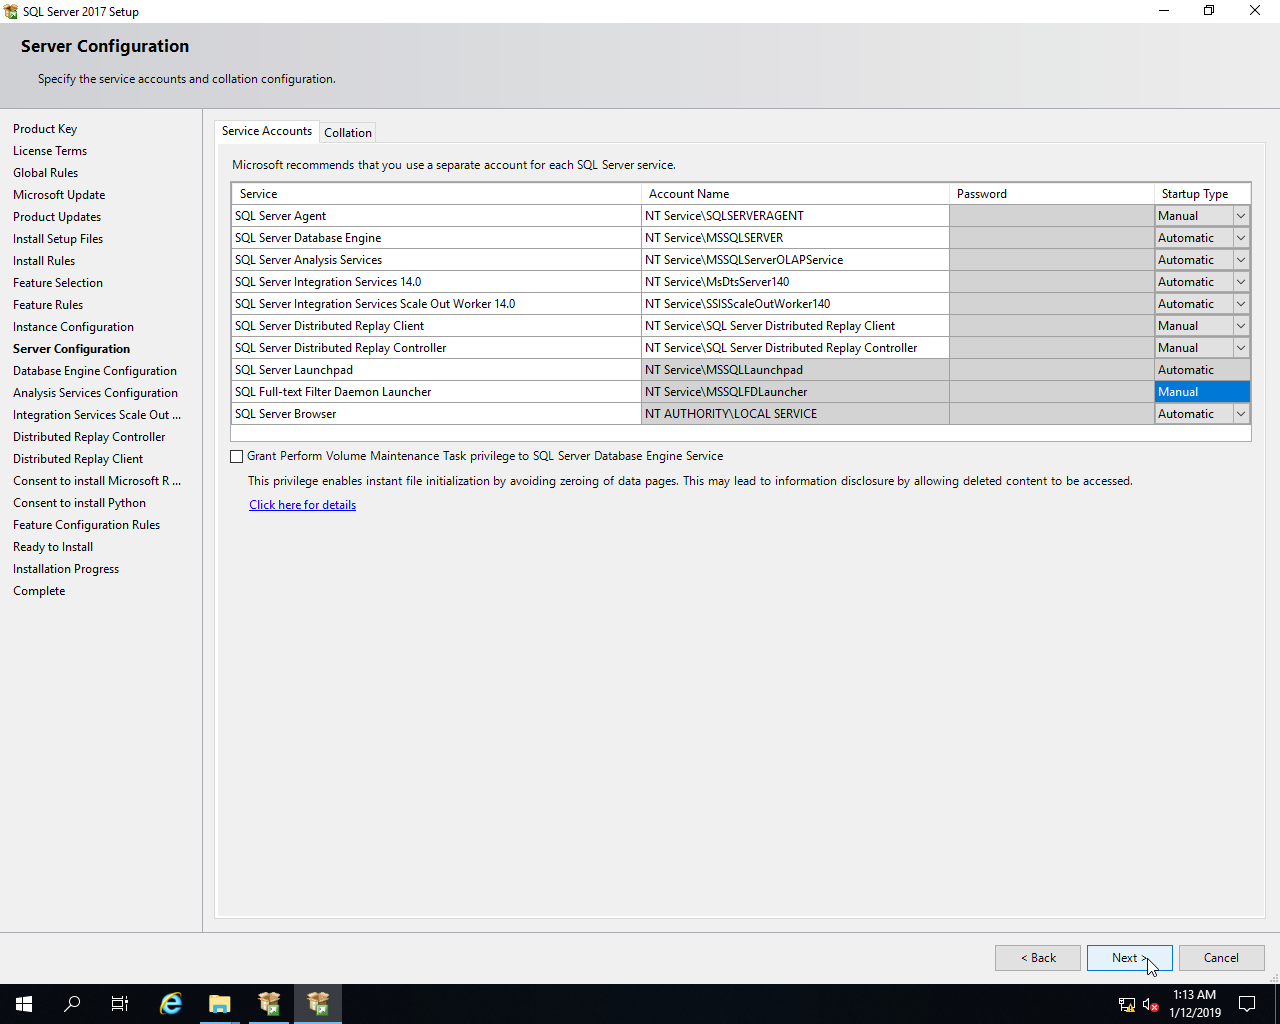 SQL Server 2017 Setup
Server Configuration
Specify the service accounts and collation configuration.
Product Key
License Terms
Global Rules
Microsoft Update
Product Updates
Install Setup Files
Install Rules
Feature Selection
Feature Rules
Instance Configuration
Server Configuration
Database Engine Configuration
Analysis Services Configuration
Integration Services Scale Out ...
Distributed Replay Controller
Distributed Replay Client
Consent to install Microsoft R ...
Consent to install Python
Feature Configuration Rules
Ready to Install
Installation Progress
Complete
Service Accounts Collation
Microsoft recommends that you use a separate account for each SQL Server service.
Service Account Name Password Startup Type
SQL Server Agent NT Service\SQLSERVERAGENT Manual
SQL Server Database Engine NT Service\MSSQLSERVER Automatic
SQL Server Analysis Services NT Service\MSSQLServerOLAPService Automatic
SQL Server Integration Services 14.0 NT Service\MsDtsServer140 Automatic
SQL Server Integration Services Scale Out Worker 14.0 NT Service\SSISScaleOutWorker140 Automatic
SQL Server Distributed Replay Client NT Service\SQL Server Distributed Replay Client Manual
SQL Server Distributed Replay Controller NT Service\SQL Server Distributed Replay Controller Manual
SQL Server Launchpad NT Service\MSSQLLaunchpad Automatic
SQL Full-text Filter Daemon Launcher NT Service\MSSQLFDLauncher Manual
SQL Server Browser NT AUTHORITY\LOCAL SERVICE Automatic
Grant Perform Volume Maintenance Task privilege to SQL Server Database Engine Service
This privilege enables instant file initialization by avoiding zeroing of data pages. This may lead to information disclosure by allowing deleted content to be accessed.
Click here for details
< Back Next > Cancel
1:13 AM
1/12/2019